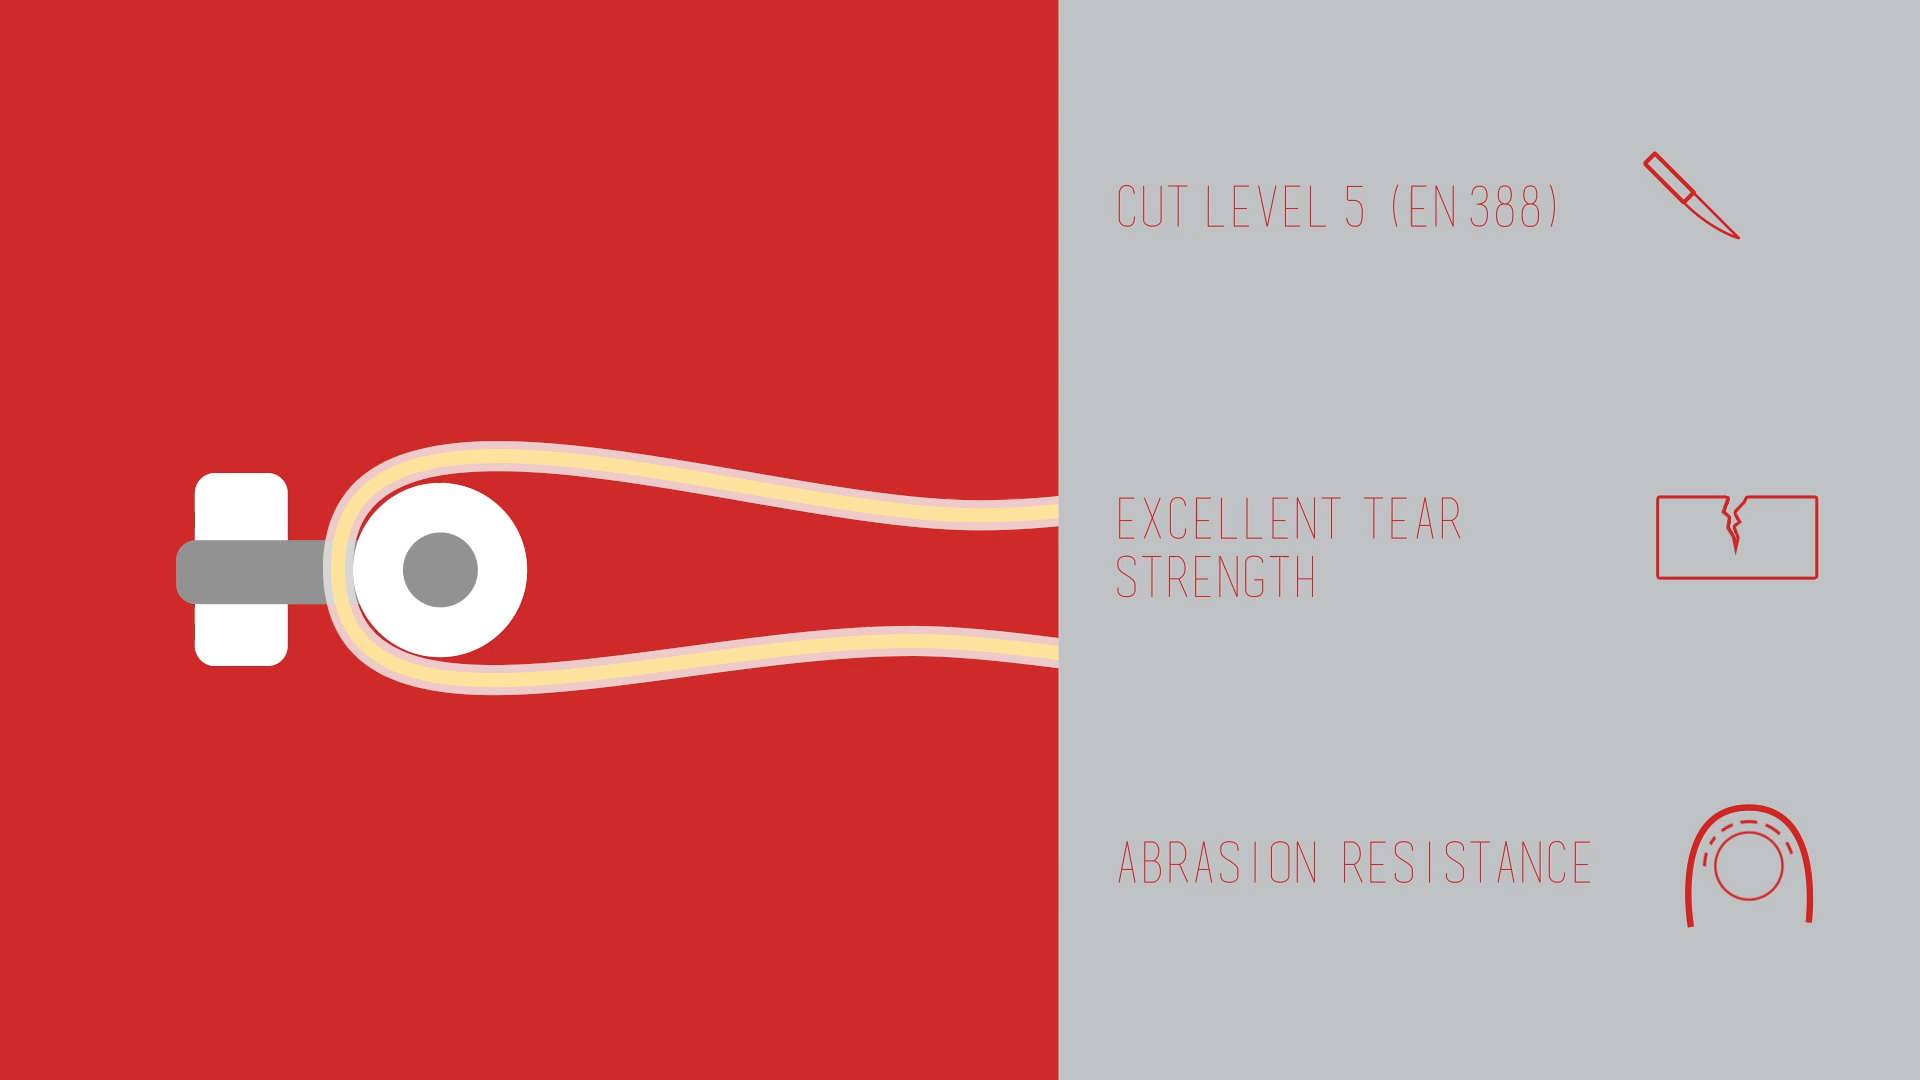 CUT LEVEL 5 (EN 388)
EXCELLENT TEAR
STRENGTH
ABRASION RESISTANCE